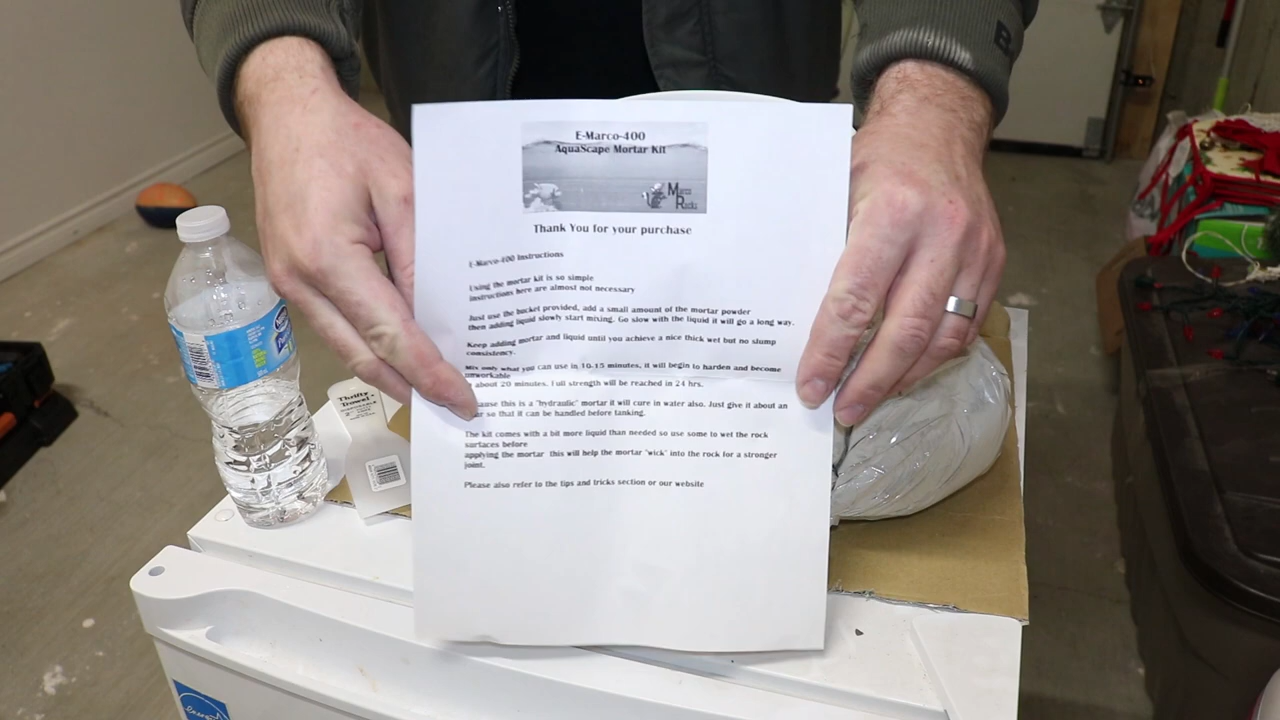 E-Marco-400
AquaScape Mortar Kit
Marco
Rocks
Thank You for your purchase
E-Marco-400 Instructions
Using the mortar kit is so simple
instructions here are almost not necessary
Just use the bucket provided, add a small amount of the mortar powder
then adding liquid slowly start mixing. Go slow with the liquid it will go a long way.
Keep adding mortar and liquid until you achieve a nice thick wet but no slump
consistency.
Mix only what you can use in 10-15 minutes, it will begin to harden and become
unworkable
about 20 minutes. Full strength will be reached in 24 hrs.
ause this is a "hydraulic" mortar it will cure in water also. Just give it about an
r so that it can be handled before tanking.
The kit comes with a bit more liquid than needed so use some to wet the rock
surfaces before
applying the mortar this will help the mortar "wick" into the rock for a stronger
joint.
Please also refer to the tips and tricks section or our website
Thrifty
Trowel